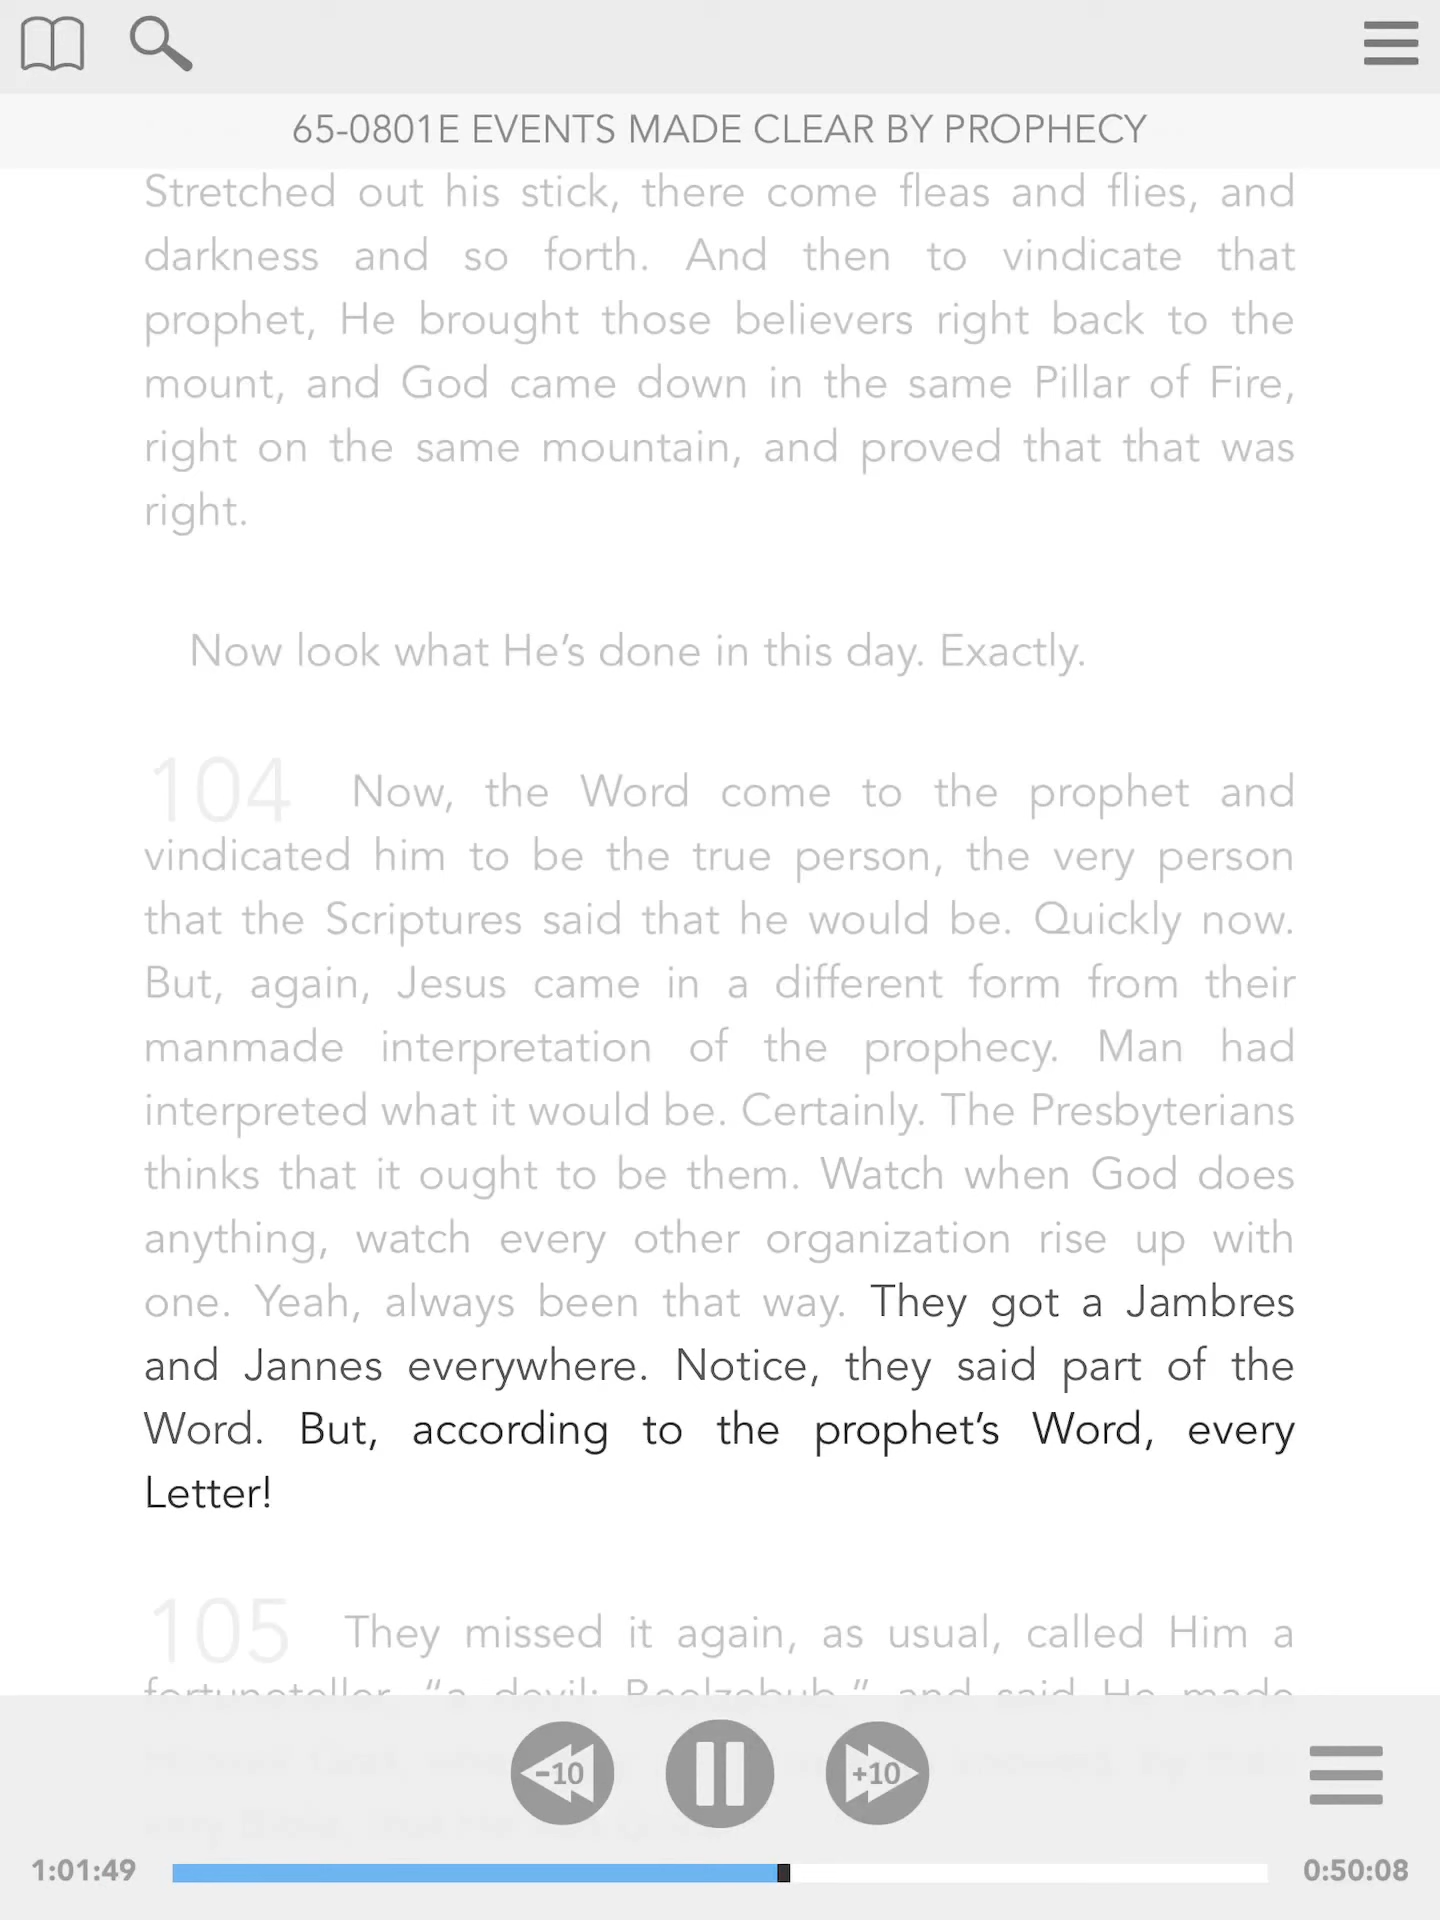 65-0801E EVENTS MADE CLEAR BY PROPHECY
Stretched out his stick, there come fleas and flies, and
darkness and so forth. And then to vindicate that
prophet, He brought those believers right back to the
mount, and God came down in the same Pillar of Fire,
right on the same mountain, and proved that that was
right.
Now look what He’s done in this day. Exactly.
104 Now, the Word come to the prophet and
vindicated him to be the true person, the very person
that the Scriptures said that he would be. Quickly now.
But, again, Jesus came in a different form from their
manmade interpretation of the prophecy. Man had
interpreted what it would be. Certainly. The Presbyterians
thinks that it ought to be them. Watch when God does
anything, watch every other organization rise up with
one. Yeah, always been that way. They got a Jambres
and Jannes everywhere. Notice, they said part of the
Word. But, according to the prophet’s Word, every
Letter!
105 They missed it again, as usual, called Him a
fortuneteller, “a devil; Beelzebub,” and said He made
-10 +10
1:01:49 0:50:08